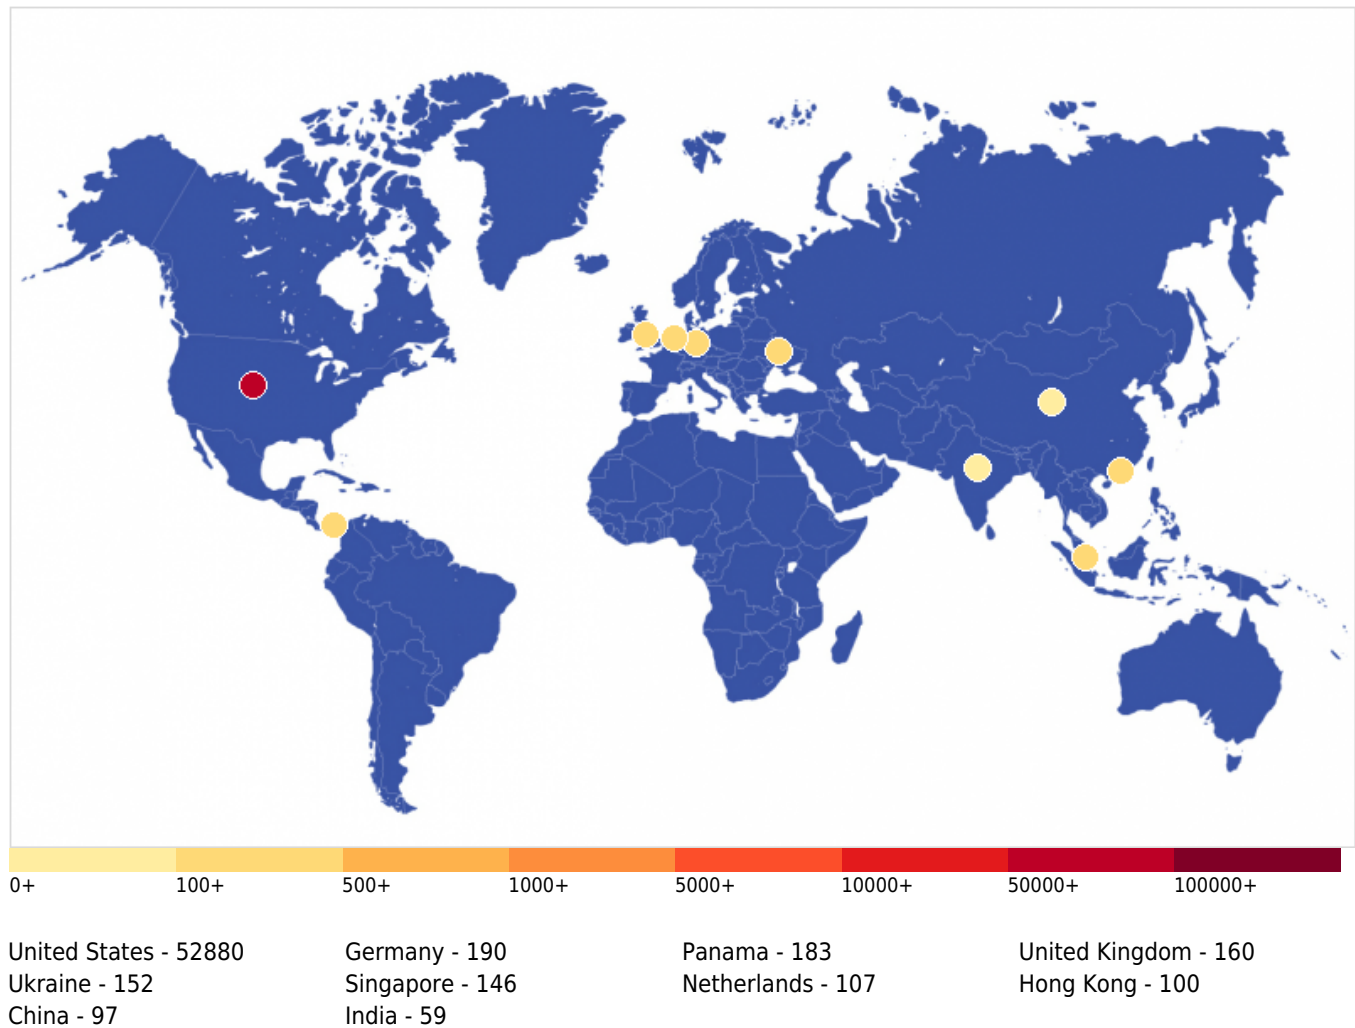 0+ 100+ 500+ 1000+ 5000+ 10000+ 50000+ 100000+
United States - 52880 Germany - 190 Panama - 183 United Kingdom - 160
Ukraine - 152 Singapore - 146 Netherlands - 107 Hong Kong - 100
China - 97 India - 59